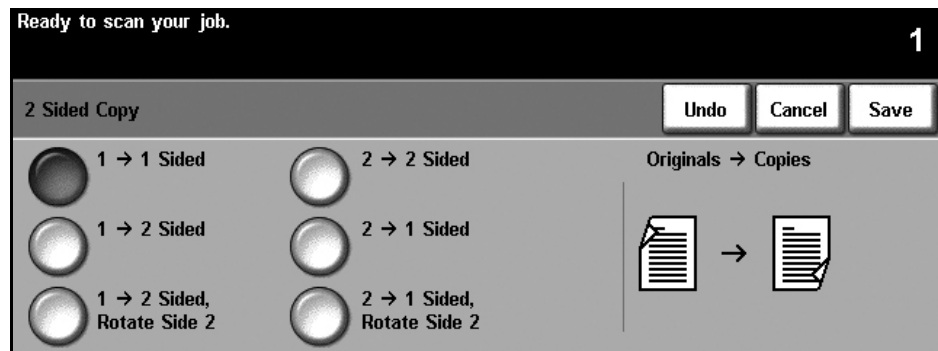 Ready to scan your job.
1
2 Sided Copy
Undo
Cancel
Save
1 → 1 Sided
2 → 2 Sided
Originals → Copies
1 → 2 Sided
2 → 1 Sided
→
1 → 2 Sided,
Rotate Side 2
2 → 1 Sided,
Rotate Side 2